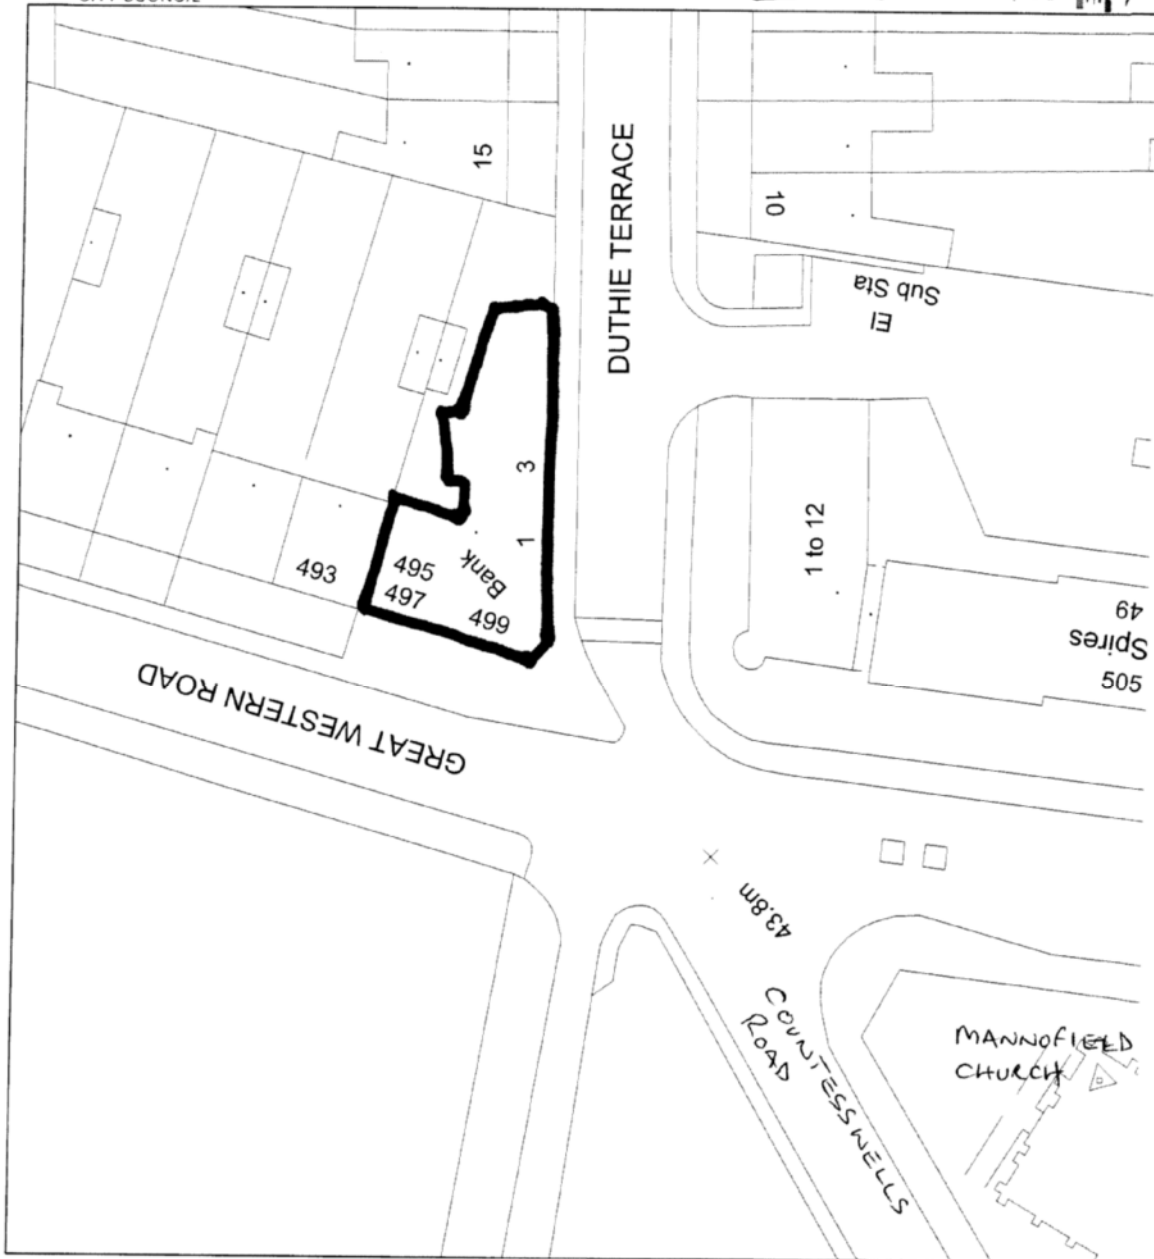 15
DUTHIE TERRACE
10
El
Sub Sta
3
1
1 to 12
493
495
497
Bank
499
49
Spires
505
GREAT WESTERN ROAD
43.8m
COUNTESSWELLS
ROAD
MANNOFIELD
CHURCH